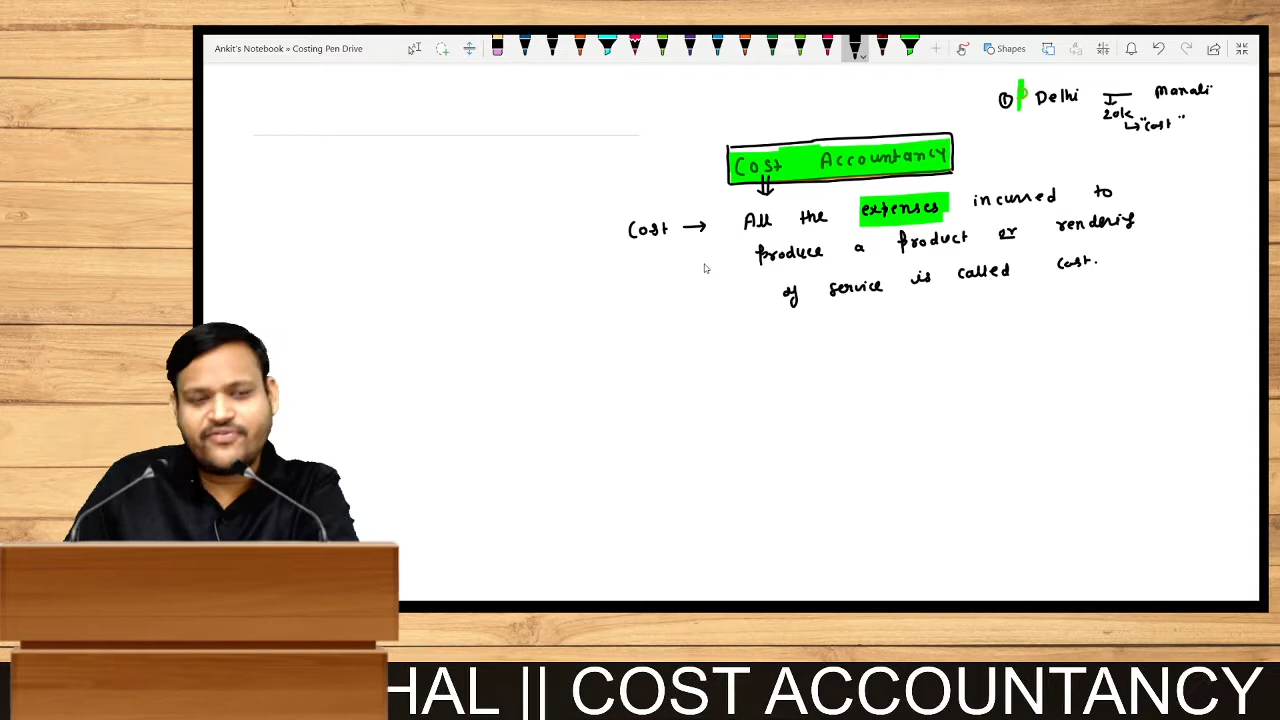 Ankit's Notebook » Costing Pen Drive
Shapes
① Delhi — Manali
20k
"Cost"
Cost Accountancy
Cost → All the expenses incurred to
produce a product or rendering
of service is called cost.
HAL || COST ACCOUNTANCY